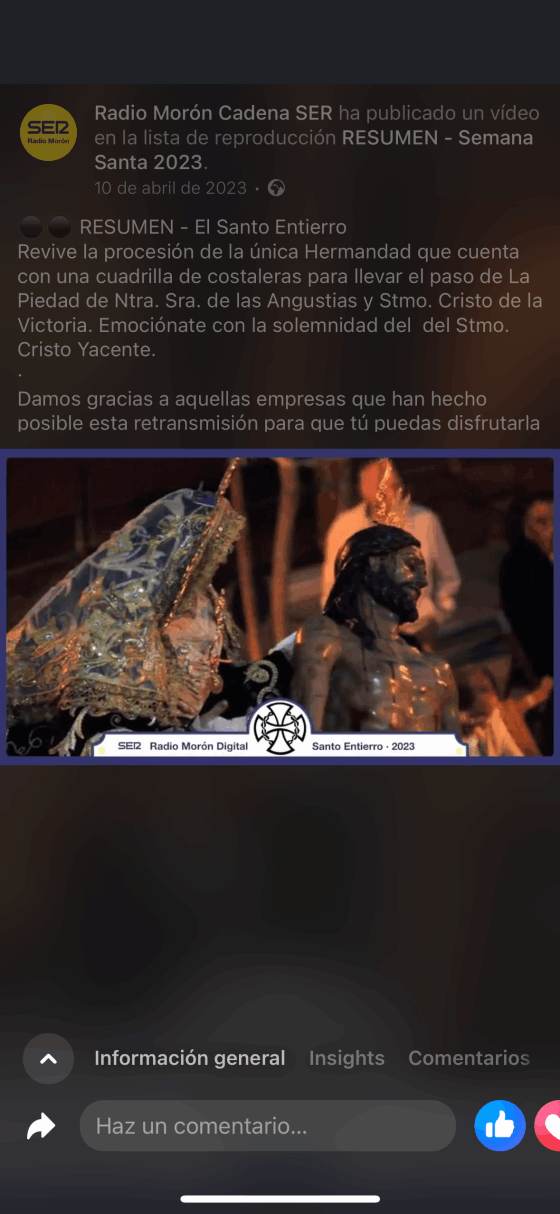 SER
Radio Morón
Radio Morón Cadena SER ha publicado un vídeo
en la lista de reproducción RESUMEN - Semana
Santa 2023.
10 de abril de 2023 ·
RESUMEN - El Santo Entierro
Revive la procesión de la única Hermandad que cuenta
con una cuadrilla de costaleras para llevar el paso de La
Piedad de Ntra. Sra. de las Angustias y Stmo. Cristo de la
Victoria. Emociónate con la solemnidad del  del Stmo.
Cristo Yacente.
.
Damos gracias a aquellas empresas que han hecho
posible esta retransmisión para que tú puedas disfrutarla
SER Radio Morón Digital Santo Entierro · 2023
Información general Insights Comentarios
Haz un comentario...